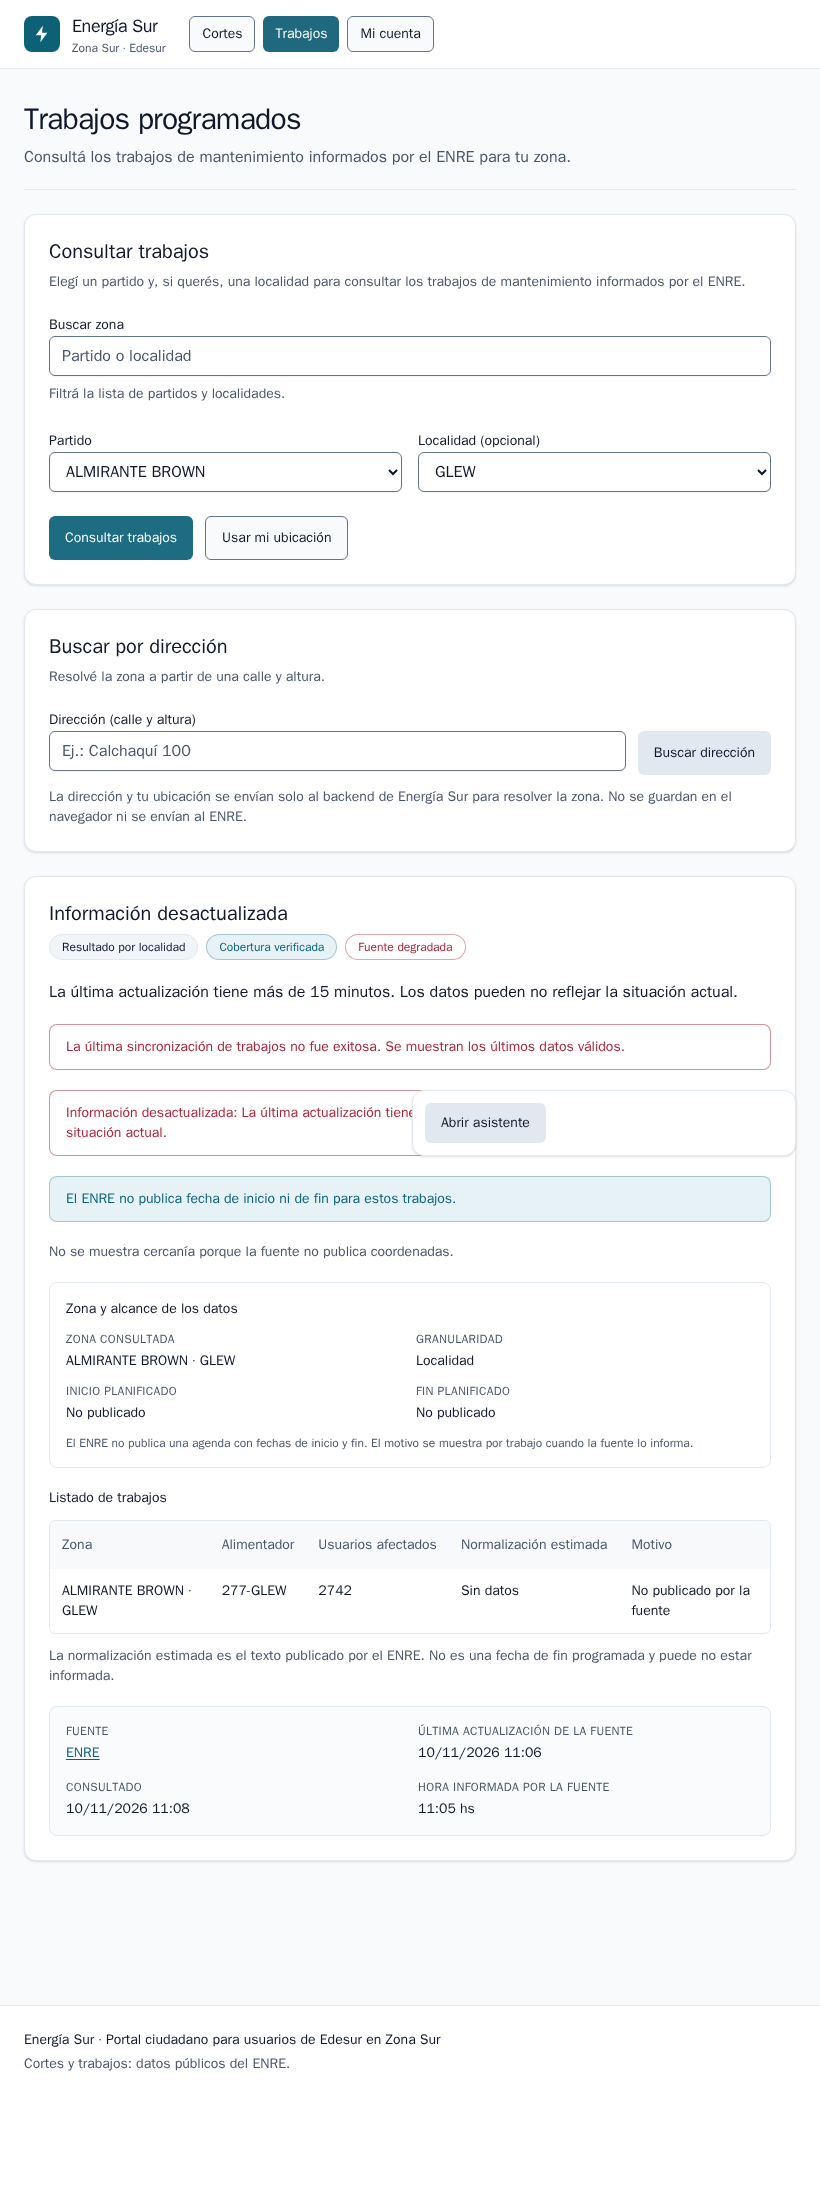 Energía Sur
Zona Sur · Edesur
Cortes
Trabajos
Mi cuenta
Trabajos programados
Consultá los trabajos de mantenimiento informados por el ENRE para tu zona.
Consultar trabajos
Elegí un partido y, si querés, una localidad para consultar los trabajos de mantenimiento informados por el ENRE.
Buscar zona
Partido o localidad
Filtrá la lista de partidos y localidades.
Partido
Localidad (opcional)
ALMIRANTE BROWN
GLEW
Consultar trabajos
Usar mi ubicación
Buscar por dirección
Resolvé la zona a partir de una calle y altura.
Dirección (calle y altura)
Ej.: Calchaquí 100
Buscar dirección
La dirección y tu ubicación se envían solo al backend de Energía Sur para resolver la zona. No se guardan en el
navegador ni se envían al ENRE.
Información desactualizada
Resultado por localidad
Cobertura verificada
Fuente degradada
La última actualización tiene más de 15 minutos. Los datos pueden no reflejar la situación actual.
La última sincronización de trabajos no fue exitosa. Se muestran los últimos datos válidos.
Información desactualizada: La última actualización tiene
situación actual.
Abrir asistente
El ENRE no publica fecha de inicio ni de fin para estos trabajos.
No se muestra cercanía porque la fuente no publica coordenadas.
Zona y alcance de los datos
ZONA CONSULTADA
GRANULARIDAD
ALMIRANTE BROWN · GLEW
Localidad
INICIO PLANIFICADO
FIN PLANIFICADO
No publicado
No publicado
El ENRE no publica una agenda con fechas de inicio y fin. El motivo se muestra por trabajo cuando la fuente lo informa.
Listado de trabajos
Zona
Alimentador
Usuarios afectados
Normalización estimada
Motivo
ALMIRANTE BROWN ·
GLEW
277-GLEW
2742
Sin datos
No publicado por la
fuente
La normalización estimada es el texto publicado por el ENRE. No es una fecha de fin programada y puede no estar
informada.
FUENTE
ÚLTIMA ACTUALIZACIÓN DE LA FUENTE
ENRE
10/11/2026 11:06
CONSULTADO
HORA INFORMADA POR LA FUENTE
10/11/2026 11:08
11:05 hs
Energía Sur · Portal ciudadano para usuarios de Edesur en Zona Sur
Cortes y trabajos: datos públicos del ENRE.